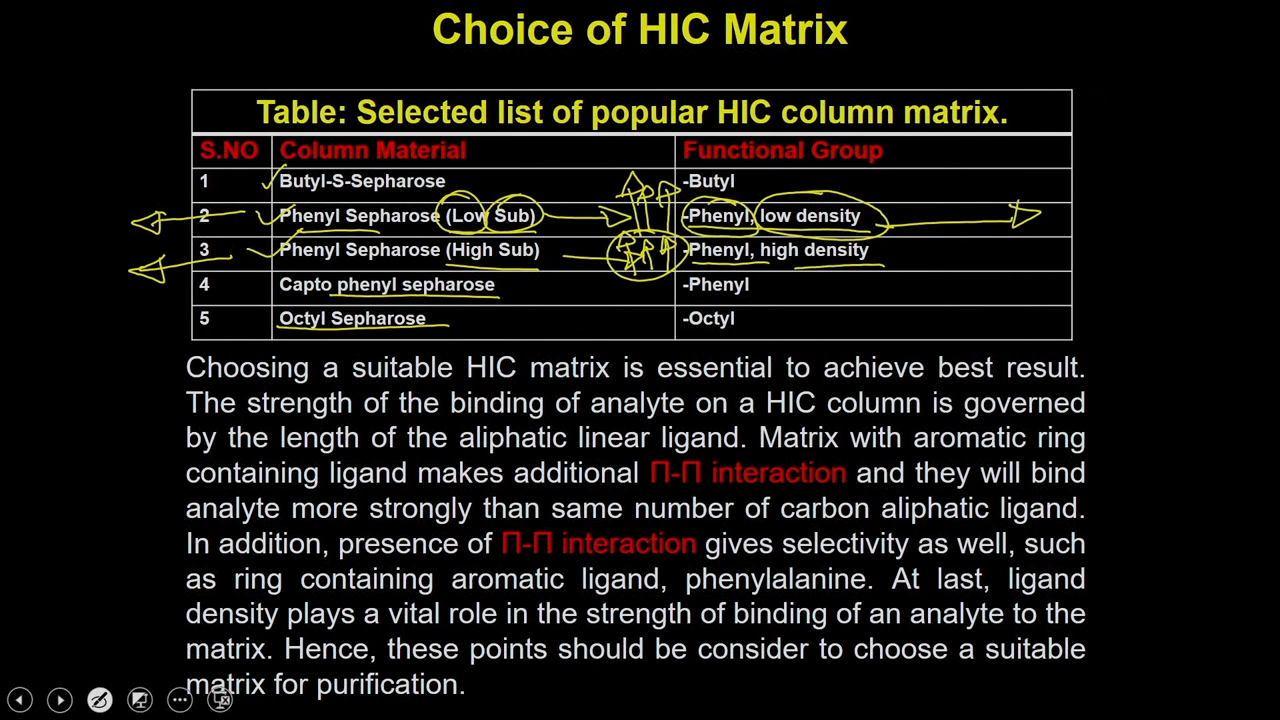 Choice of HIC Matrix
Table: Selected list of popular HIC column matrix.
S.NO Column Material Functional Group
1 Butyl-S-Sepharose -Butyl
2 Phenyl Sepharose (Low Sub) -Phenyl, low density
3 Phenyl Sepharose (High Sub) -Phenyl, high density
4 Capto phenyl sepharose -Phenyl
5 Octyl Sepharose -Octyl
Choosing a suitable HIC matrix is essential to achieve best result.
The strength of the binding of analyte on a HIC column is governed
by the length of the aliphatic linear ligand. Matrix with aromatic ring
containing ligand makes additional Π-Π interaction and they will bind
analyte more strongly than same number of carbon aliphatic ligand.
In addition, presence of Π-Π interaction gives selectivity as well, such
as ring containing aromatic ligand, phenylalanine. At last, ligand
density plays a vital role in the strength of binding of an analyte to the
matrix. Hence, these points should be consider to choose a suitable
matrix for purification.